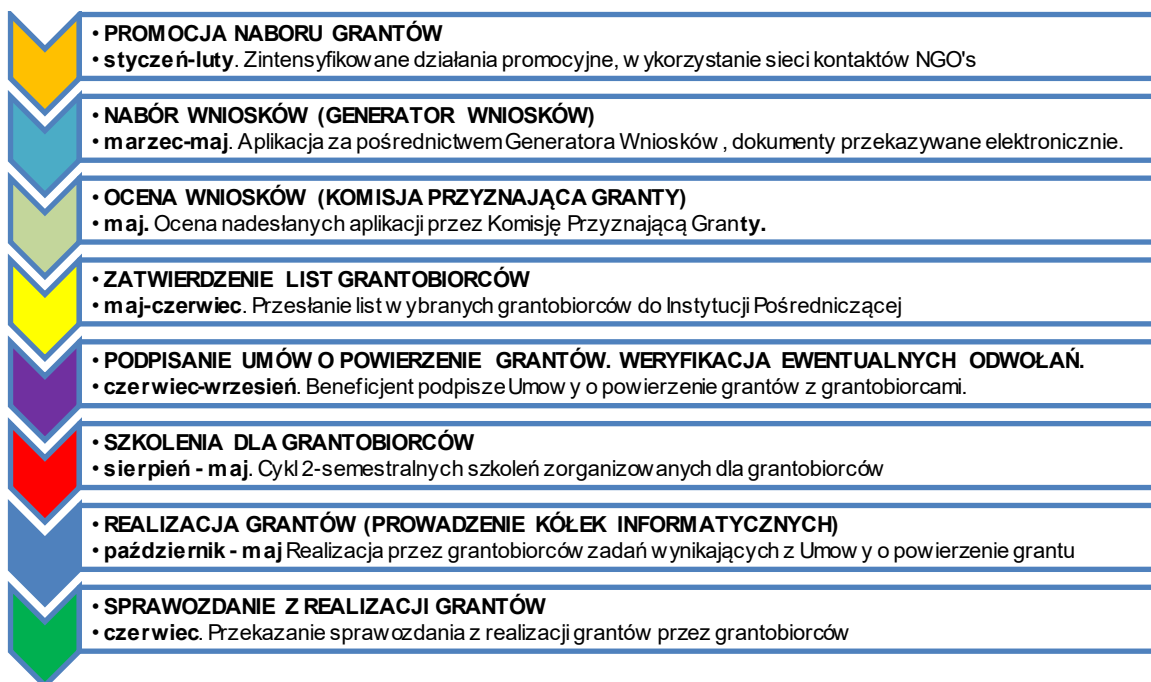 • PROMOCJA NABORU GRANTÓW
• styczeń-luty. Zintensyfikowane działania promocyjne, wykorzystanie sieci kontaktów NGO's
• NABÓR WNIOSKÓW (GENERATOR WNIOSKÓW)
• marzec-maj. Aplikacja za pośrednictwem Generatora Wniosków , dokumenty przekazywane elektronicznie.
• OCENA WNIOSKÓW (KOMISJA PRZYZNAJĄCA GRANTY)
• maj. Ocena nadesłanych aplikacji przez Komisję Przyznającą Granty.
• ZATWIERDZENIE LIST GRANTOBIORCÓW
• maj-czerwiec. Przesłanie list wybranych grantobiorców do Instytucji Pośredniczącej
• PODPISANIE UMÓW O POWIERZENIE GRANTÓW. WERYFIKACJA EWENTUALNYCH ODWOŁAŃ.
• czerwiec-wrzesień. Beneficjent podpisze Umowy o powierzenie grantów z grantobiorcami.
• SZKOLENIA DLA GRANTOBIORCÓW
• sierpień - maj. Cykl 2-semestralnych szkoleń zorganizowanych dla grantobiorców
• REALIZACJA GRANTÓW (PROWADZENIE KÓŁEK INFORMATYCZNYCH)
• październik - maj Realizacja przez grantobiorców zadań wynikających z Umowy o powierzenie grantu
• SPRAWOZDANIE Z REALIZACJI GRANTÓW
• czerwiec. Przekazanie sprawozdania z realizacji grantów przez grantobiorców